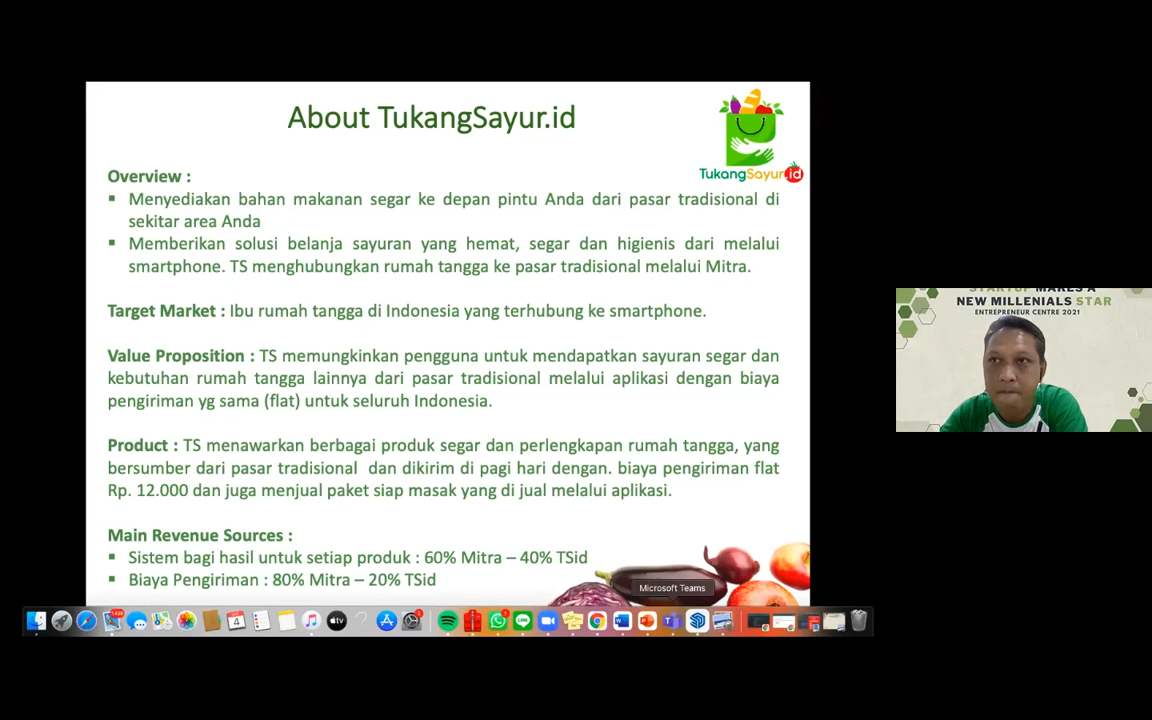 About TukangSayur.id
TukangSayur.id
Overview :
Menyediakan bahan makanan segar ke depan pintu Anda dari pasar tradisional di
sekitar area Anda
Memberikan solusi belanja sayuran yang hemat, segar dan higienis dari melalui
smartphone. TS menghubungkan rumah tangga ke pasar tradisional melalui Mitra.
Target Market : Ibu rumah tangga di Indonesia yang terhubung ke smartphone.
Value Proposition : TS memungkinkan pengguna untuk mendapatkan sayuran segar dan
kebutuhan rumah tangga lainnya dari pasar tradisional melalui aplikasi dengan biaya
pengiriman yg sama (flat) untuk seluruh Indonesia.
Product : TS menawarkan berbagai produk segar dan perlengkapan rumah tangga, yang
bersumber dari pasar tradisional dan dikirim di pagi hari dengan. biaya pengiriman flat
Rp. 12.000 dan juga menjual paket siap masak yang di jual melalui aplikasi.
Main Revenue Sources :
Sistem bagi hasil untuk setiap produk : 60% Mitra – 40% TSid
Biaya Pengiriman : 80% Mitra – 20% TSid
Microsoft Teams
4
STARTUP MAKES A
NEW MILLENIALS STAR
ENTREPRENEUR CENTRE 2021